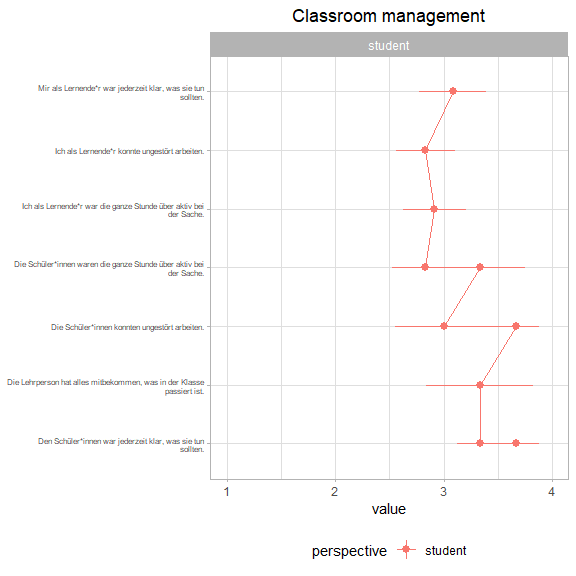 Classroom management
student
Mir als Lernende*r war jederzeit klar, was sie tun
sollten.
Ich als Lernende*r konnte ungestört arbeiten.
Ich als Lernende*r war die ganze Stunde über aktiv bei
der Sache.
Die Schüler*innen waren die ganze Stunde über aktiv bei
der Sache.
Die Schüler*innen konnten ungestört arbeiten.
Die Lehrperson hat alles mitbekommen, was in der Klasse
passiert ist.
Den Schüler*innen war jederzeit klar, was sie tun
sollten.
1 2 3 4
value
perspective student